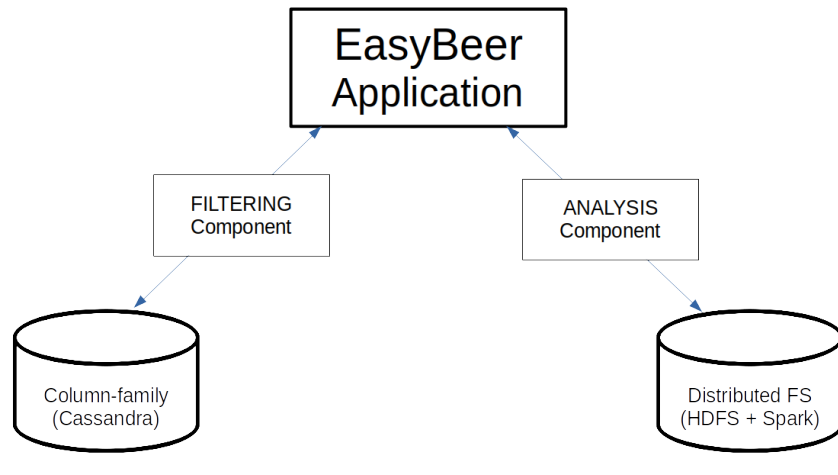 EasyBeer
Application
FILTERING
Component
ANALYSIS
Component
Column-family
(Cassandra)
Distributed FS
(HDFS + Spark)